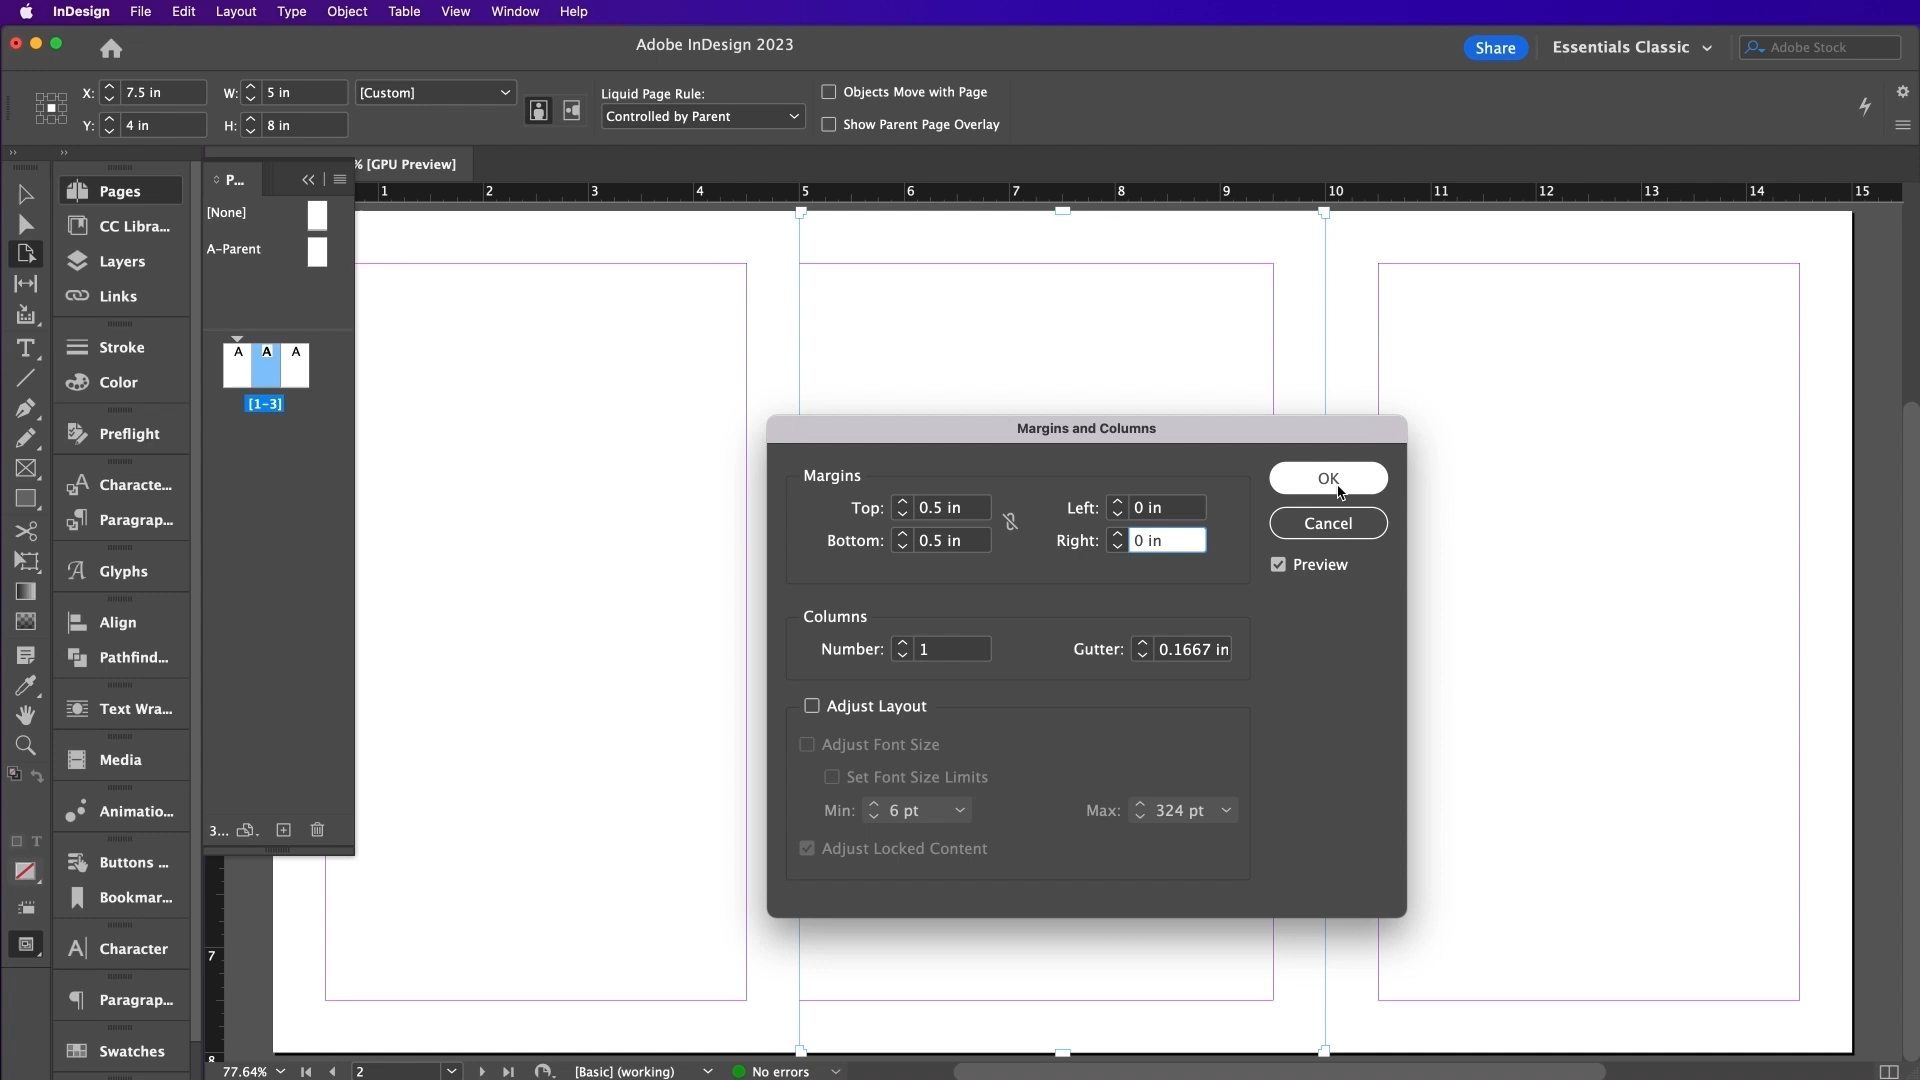 InDesign File Edit Layout Type Object Table View Window Help
Adobe InDesign 2023
Share
Essentials Classic
Adobe Stock
X: 7.5 in
W: 5 in
[Custom]
Liquid Page Rule:
Objects Move with Page
Y: 4 in
H: 8 in
Controlled by Parent
Show Parent Page Overlay
% [GPU Preview]
P...
1 2 3 4 5 6 7 8 9 10 11 12 13 14 15
Pages
CC Libra...
Layers
Links
Stroke
Color
Preflight
Characte...
Paragrap...
Glyphs
Align
Pathfind...
Text Wra...
Media
Animatio...
Buttons ...
Bookmar...
Character
Paragrap...
Swatches
[None]
A-Parent
A A A
[1-3]
3...
7
8
Margins and Columns
Margins
Top: 0.5 in
Left: 0 in
Bottom: 0.5 in
Right: 0 in
OK
Cancel
Preview
Columns
Number: 1
Gutter: 0.1667 in
Adjust Layout
Adjust Font Size
Set Font Size Limits
Min: 6 pt
Max: 324 pt
Adjust Locked Content
77.64%
2
[Basic] (working)
No errors